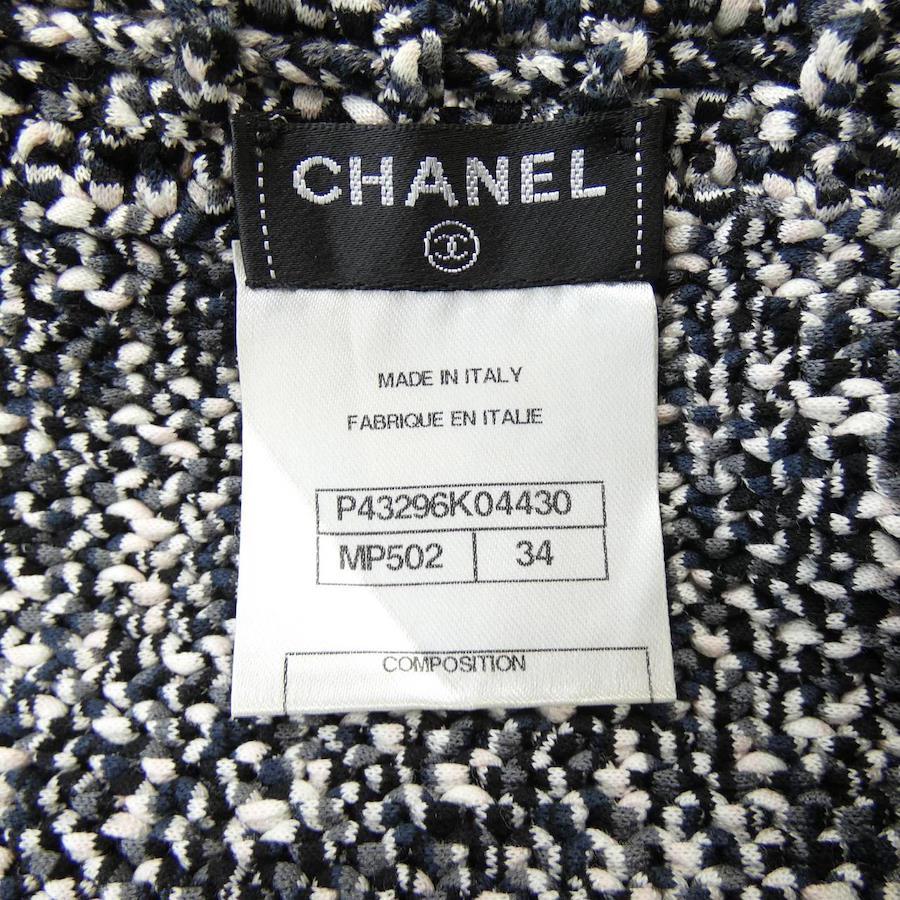 CHANEL
MADE IN ITALY
FABRIQUE EN ITALIE
P43296K04430
MP502 34
COMPOSITION